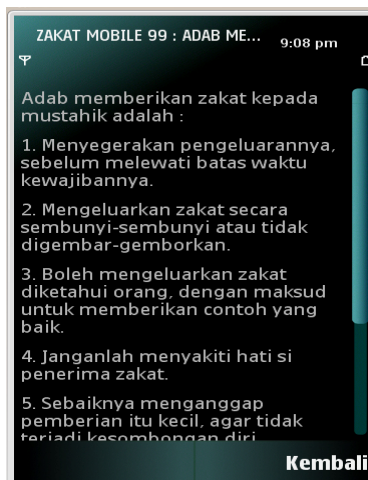 ZAKAT MOBILE 99 : ADAB ME...
9:08 pm
Adab memberikan zakat kepada
mustahik adalah :
1. Menyegerakan pengeluarannya,
sebelum melewati batas waktu
kewajibannya.
2. Mengeluarkan zakat secara
sembunyi-sembunyi atau tidak
digembar-gemborkan.
3. Boleh mengeluarkan zakat
diketahui orang, dengan maksud
untuk memberikan contoh yang
baik.
4. Janganlah menyakiti hati si
penerima zakat.
5. Sebaiknya menganggap
pemberian itu kecil, agar tidak
terjadi kesombongan diri
Kembali